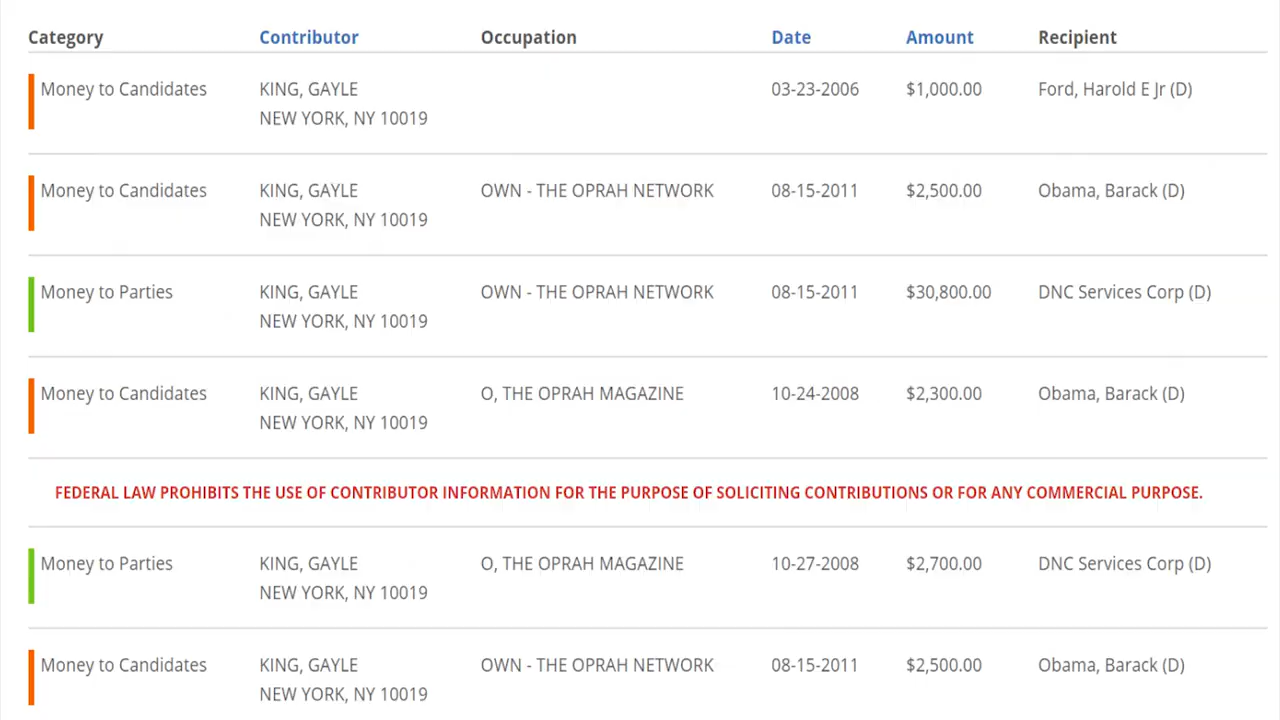 Category Contributor Occupation Date Amount Recipient
Money to Candidates KING, GAYLE 03-23-2006 $1,000.00 Ford, Harold E Jr (D)
NEW YORK, NY 10019
Money to Candidates KING, GAYLE OWN - THE OPRAH NETWORK 08-15-2011 $2,500.00 Obama, Barack (D)
NEW YORK, NY 10019
Money to Parties KING, GAYLE OWN - THE OPRAH NETWORK 08-15-2011 $30,800.00 DNC Services Corp (D)
NEW YORK, NY 10019
Money to Candidates KING, GAYLE O, THE OPRAH MAGAZINE 10-24-2008 $2,300.00 Obama, Barack (D)
NEW YORK, NY 10019
FEDERAL LAW PROHIBITS THE USE OF CONTRIBUTOR INFORMATION FOR THE PURPOSE OF SOLICITING CONTRIBUTIONS OR FOR ANY COMMERCIAL PURPOSE.
Money to Parties KING, GAYLE O, THE OPRAH MAGAZINE 10-27-2008 $2,700.00 DNC Services Corp (D)
NEW YORK, NY 10019
Money to Candidates KING, GAYLE OWN - THE OPRAH NETWORK 08-15-2011 $2,500.00 Obama, Barack (D)
NEW YORK, NY 10019